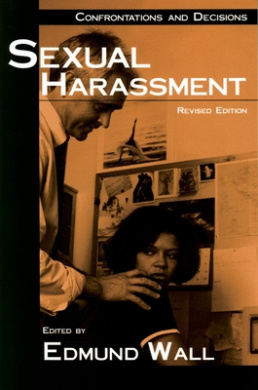 CONFRONTATIONS AND DECISIONS
SEXUAL
HARASSMENT
REVISED EDITION
EDITED BY
EDMUND WALL